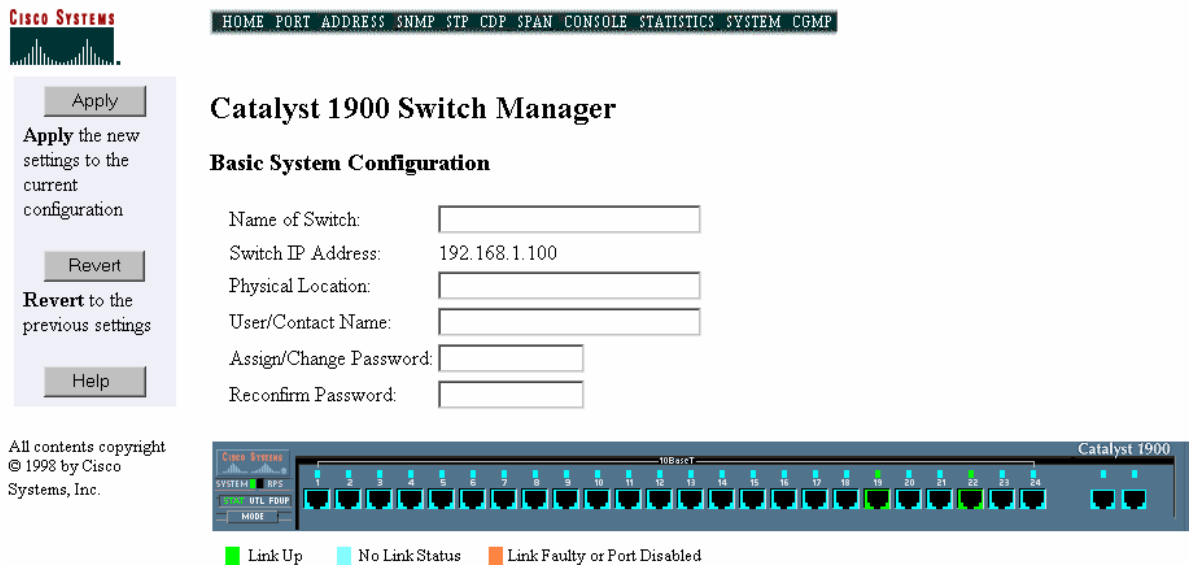 CISCO SYSTEMS
HOME PORT ADDRESS SNMP STP CDP SPAN CONSOLE STATISTICS SYSTEM CGMP
Apply
Apply the new
settings to the
current
configuration
Revert
Revert to the
previous settings
Help
All contents copyright
© 1998 by Cisco
Systems, Inc.
Catalyst 1900 Switch Manager
Basic System Configuration
Name of Switch:
Switch IP Address: 192.168.1.100
Physical Location:
User/Contact Name:
Assign/Change Password:
Reconfirm Password:
Catalyst 1900
CISCO SYSTEMS
10BaseT
SYSTEM RPS
1 2 3 4 5 6 7 8 9 10 11 12 13 14 15 16 17 18 19 20 21 22 23 24
STAT UTL FDUP
MODE
Link Up No Link Status Link Faulty or Port Disabled